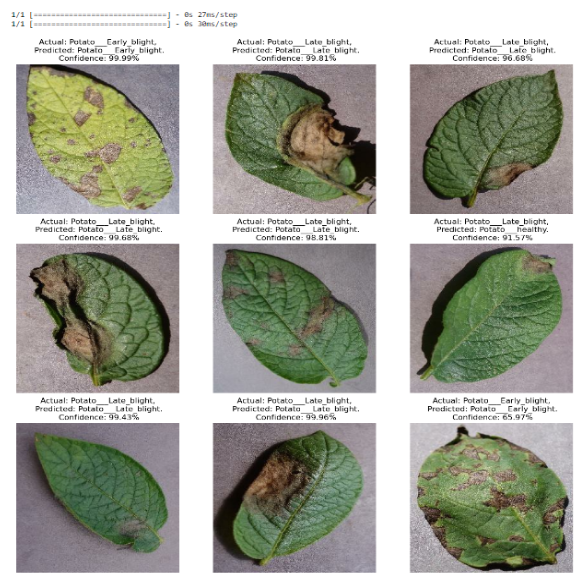 1/1 [==============================] - 0s 27ms/step
1/1 [==============================] - 0s 30ms/step
Actual: Potato___Early_blight,
Predicted: Potato___Early_blight.
Confidence: 99.99%
Actual: Potato___Late_blight,
Predicted: Potato___Late_blight.
Confidence: 99.81%
Actual: Potato___Late_blight,
Predicted: Potato___Late_blight.
Confidence: 96.68%
Actual: Potato___Late_blight,
Predicted: Potato___Late_blight.
Confidence: 99.68%
Actual: Potato___Late_blight,
Predicted: Potato___Late_blight.
Confidence: 98.81%
Actual: Potato___Late_blight,
Predicted: Potato___healthy.
Confidence: 91.57%
Actual: Potato___Late_blight,
Predicted: Potato___Late_blight.
Confidence: 99.43%
Actual: Potato___Late_blight,
Predicted: Potato___Late_blight.
Confidence: 99.96%
Actual: Potato___Early_blight,
Predicted: Potato___Early_blight.
Confidence: 65.97%